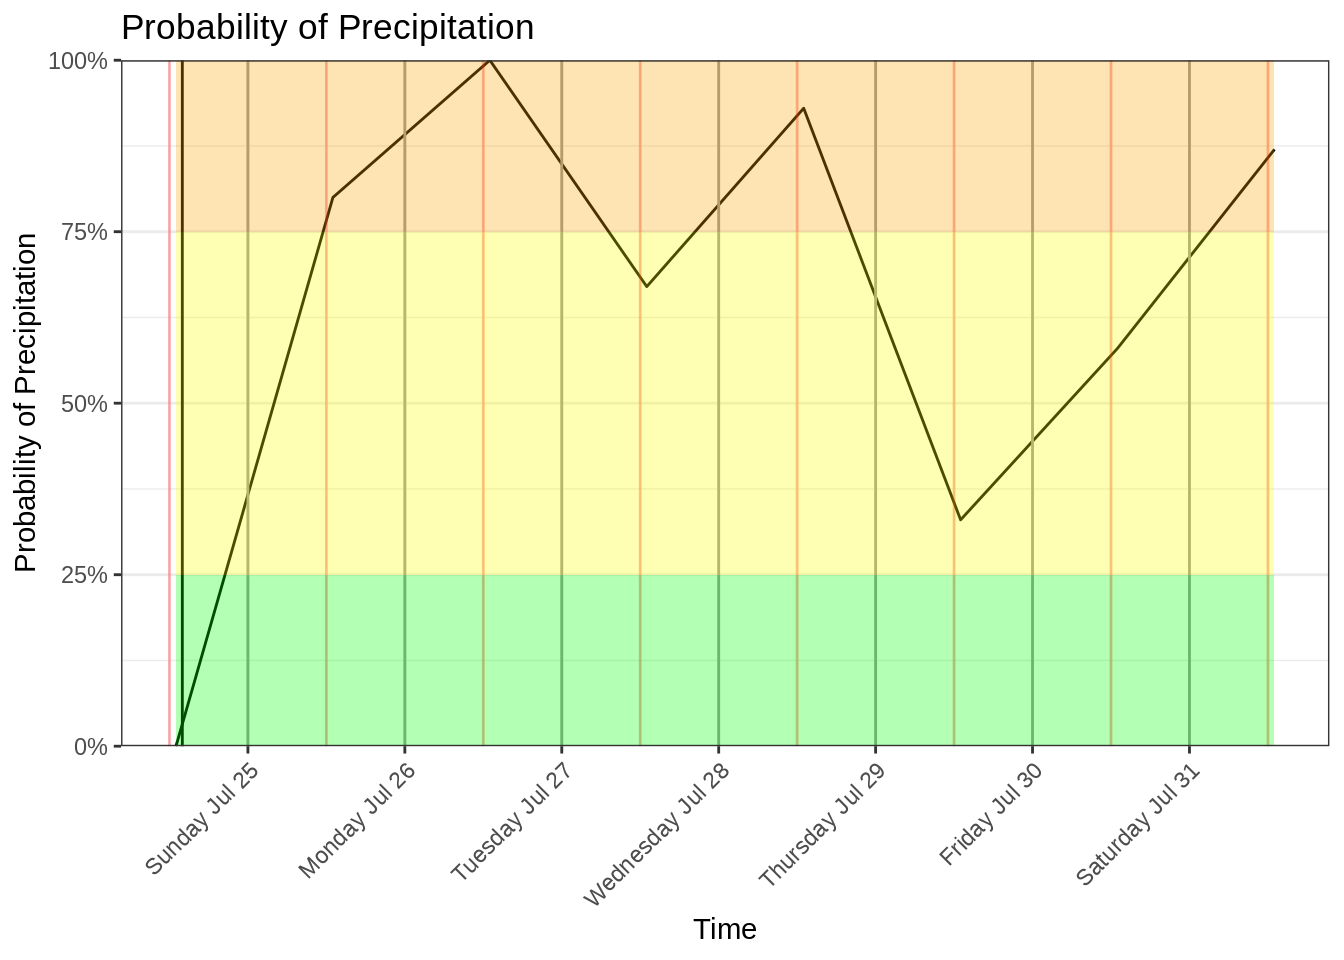 Probability of Precipitation
Probability of Precipitation
100%
75%
50%
25%
0%
Sunday Jul 25
Monday Jul 26
Tuesday Jul 27
Wednesday Jul 28
Thursday Jul 29
Friday Jul 30
Saturday Jul 31
Time